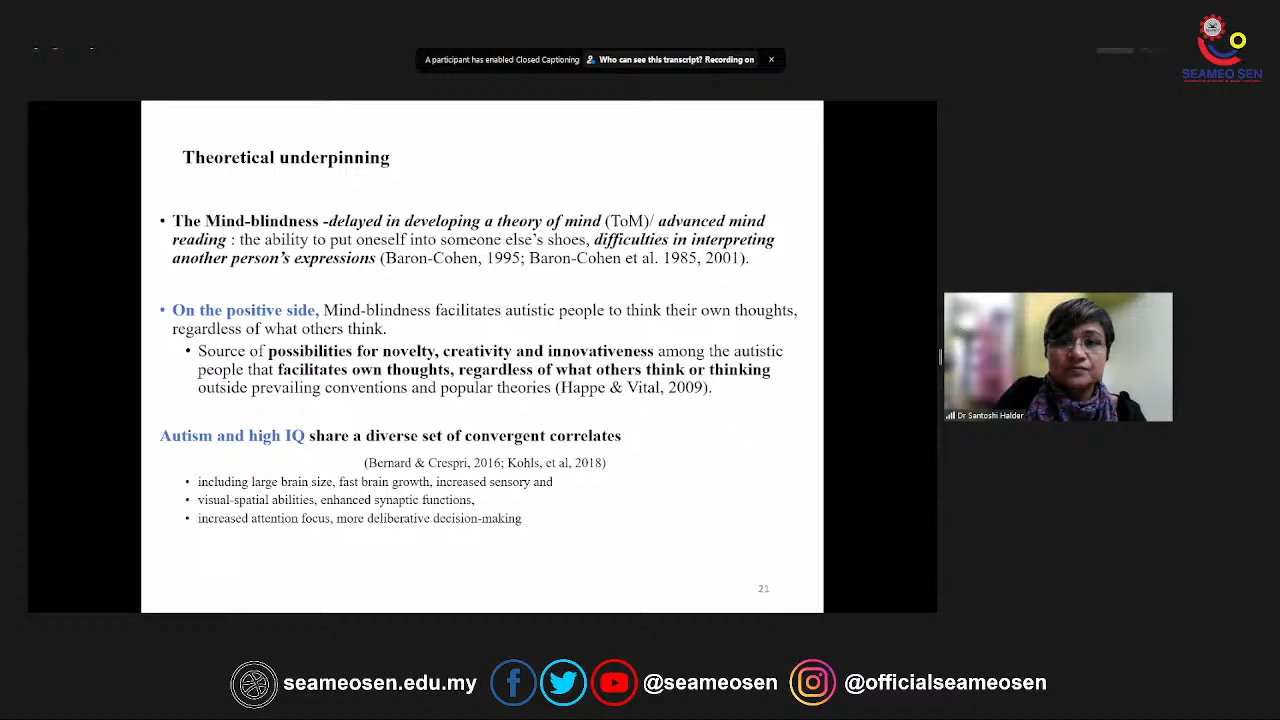 A participant has enabled Closed Captioning Who can see this transcript? Recording on
SEAMEO SEN
Theoretical underpinning
• The Mind-blindness -delayed in developing a theory of mind (ToM)/ advanced mind
reading : the ability to put oneself into someone else's shoes, difficulties in interpreting
another person's expressions (Baron-Cohen, 1995; Baron-Cohen et al. 1985, 2001).
• On the positive side, Mind-blindness facilitates autistic people to think their own thoughts,
regardless of what others think.
• Source of possibilities for novelty, creativity and innovativeness among the autistic
people that facilitates own thoughts, regardless of what others think or thinking
outside prevailing conventions and popular theories (Happe & Vital, 2009).
Autism and high IQ share a diverse set of convergent correlates
(Bernard & Crespri, 2016; Kohls, et al, 2018)
• including large brain size, fast brain growth, increased sensory and
• visual-spatial abilities, enhanced synaptic functions,
• increased attention focus, more deliberative decision-making
21
Dr Santoshi Halder
seameosen.edu.my @seameosen @officialseameosen